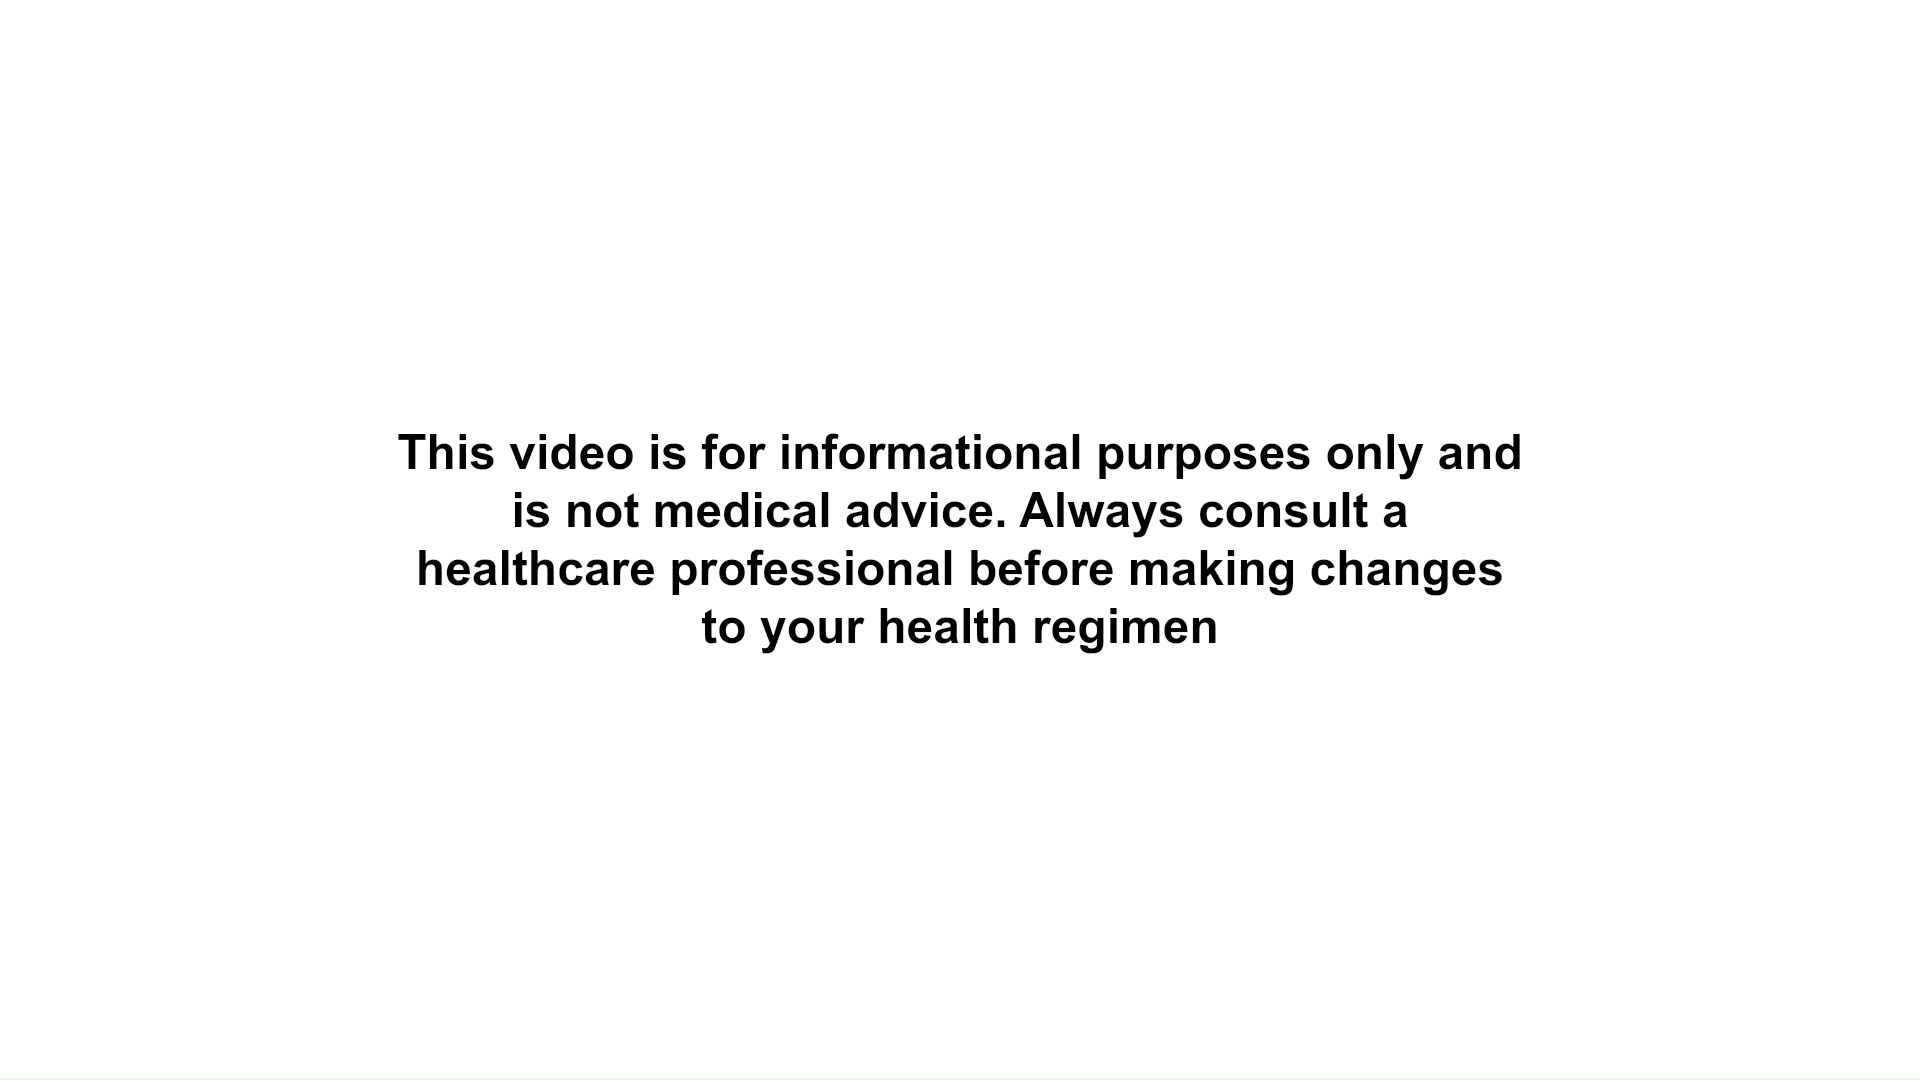 This video is for informational purposes only and
is not medical advice. Always consult a
healthcare professional before making changes
to your health regimen